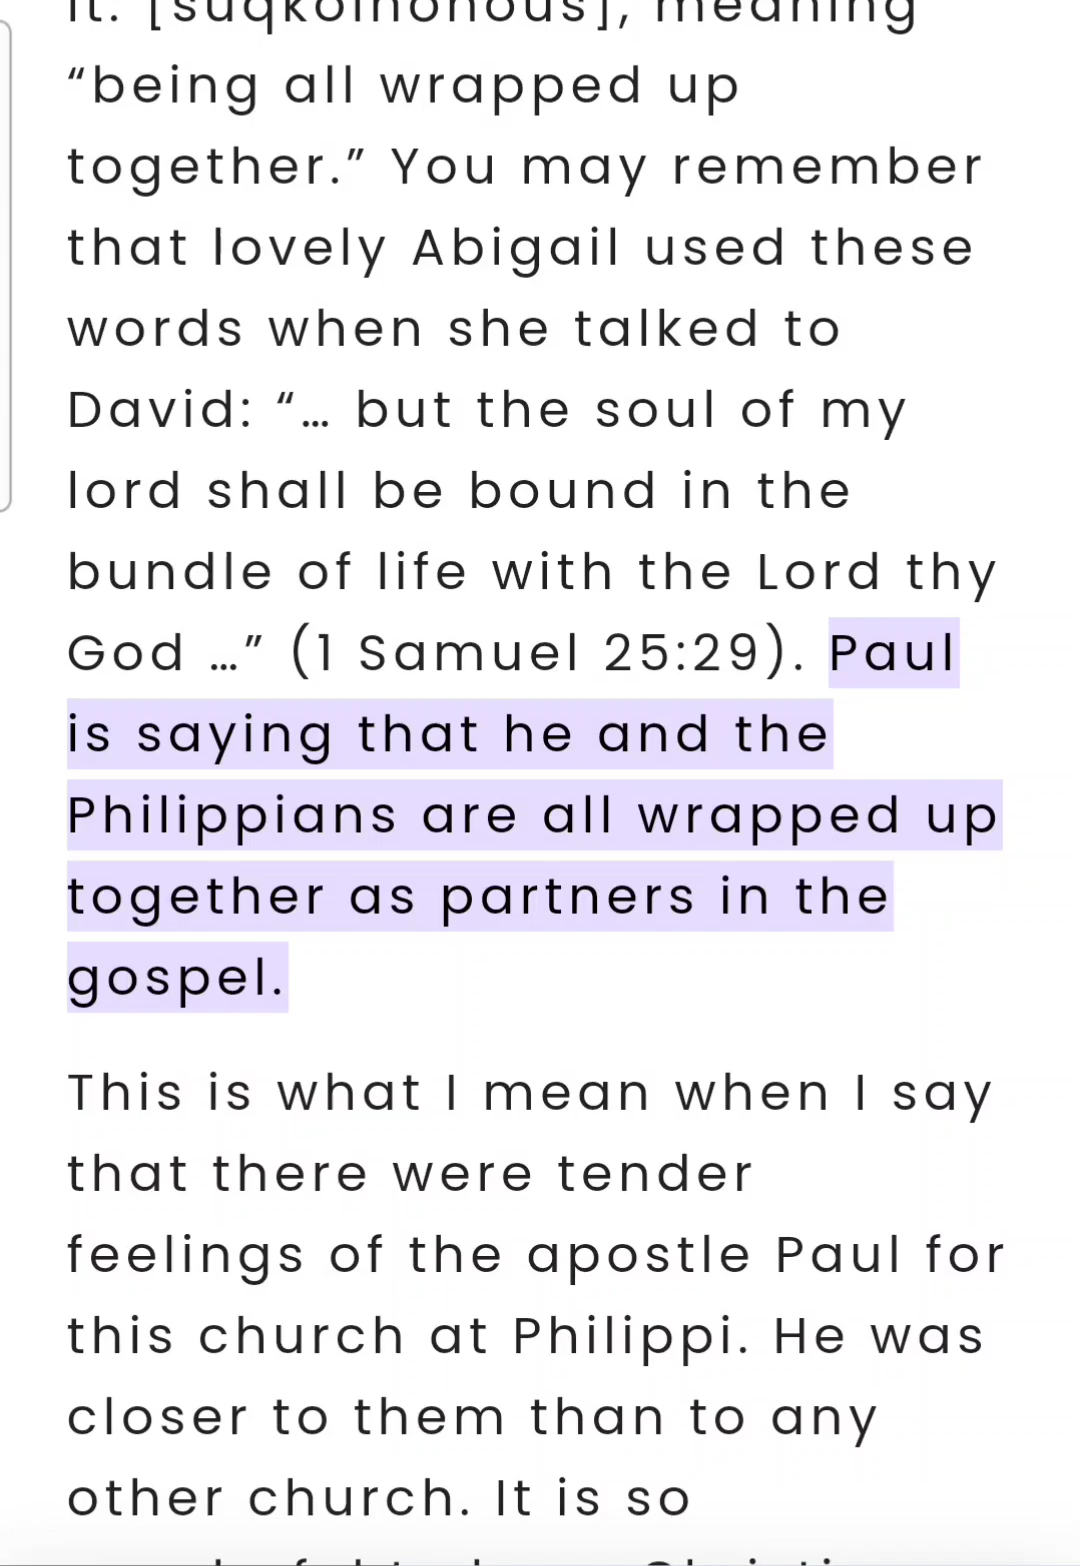 it. [suqkoinonous], meaning
“being all wrapped up
together.” You may remember
that lovely Abigail used these
words when she talked to
David: “… but the soul of my
lord shall be bound in the
bundle of life with the Lord thy
God …” (1 Samuel 25:29). Paul
is saying that he and the
Philippians are all wrapped up
together as partners in the
gospel.
This is what I mean when I say
that there were tender
feelings of the apostle Paul for
this church at Philippi. He was
closer to them than to any
other church. It is so